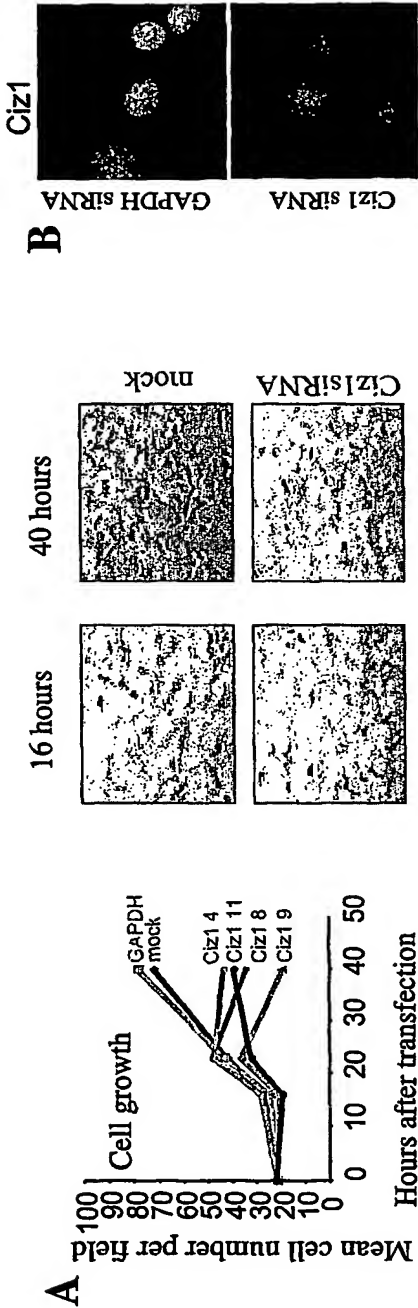 A
Cell growth
Mean cell number per field
100
90
80
70
60
50
40
30
20
10
0
GAPDH
mock
Ciz1 4
Ciz1 11
Ciz1 8
Ciz1 9
0 10 20 30 40 50
Hours after transfection
16 hours 40 hours
mock
Ciz1siRNA
B
Ciz1
GAPDH siRNA
Ciz1 siRNA